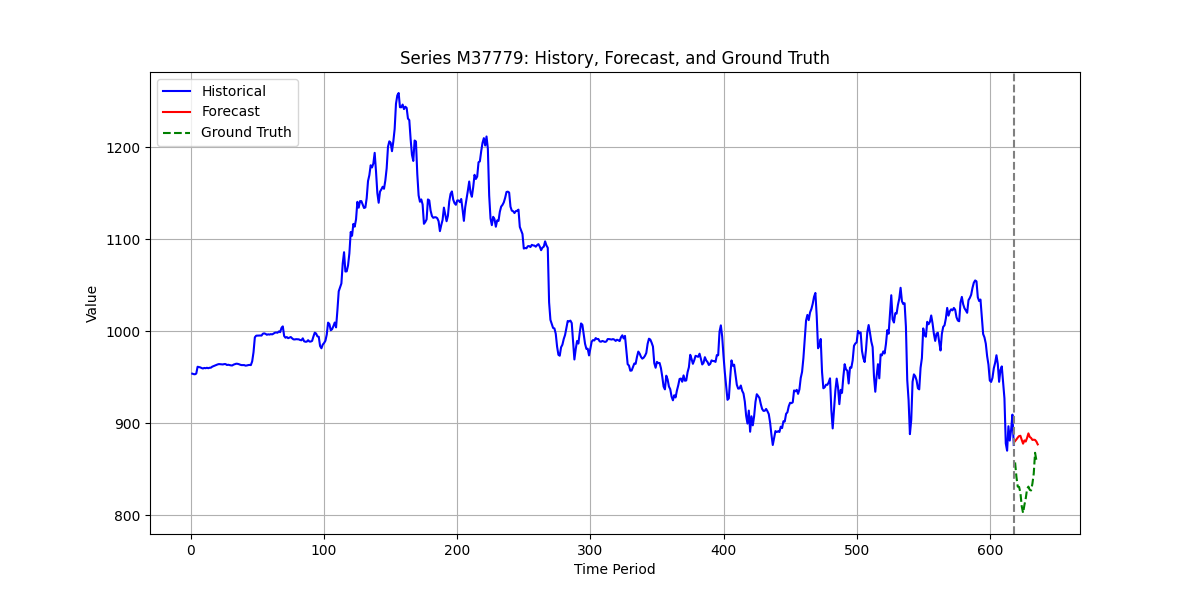 Series M37779: History, Forecast, and Ground Truth
Historical
Forecast
Ground Truth
Value
1200
1100
1000
900
800
0 100 200 300 400 500 600
Time Period